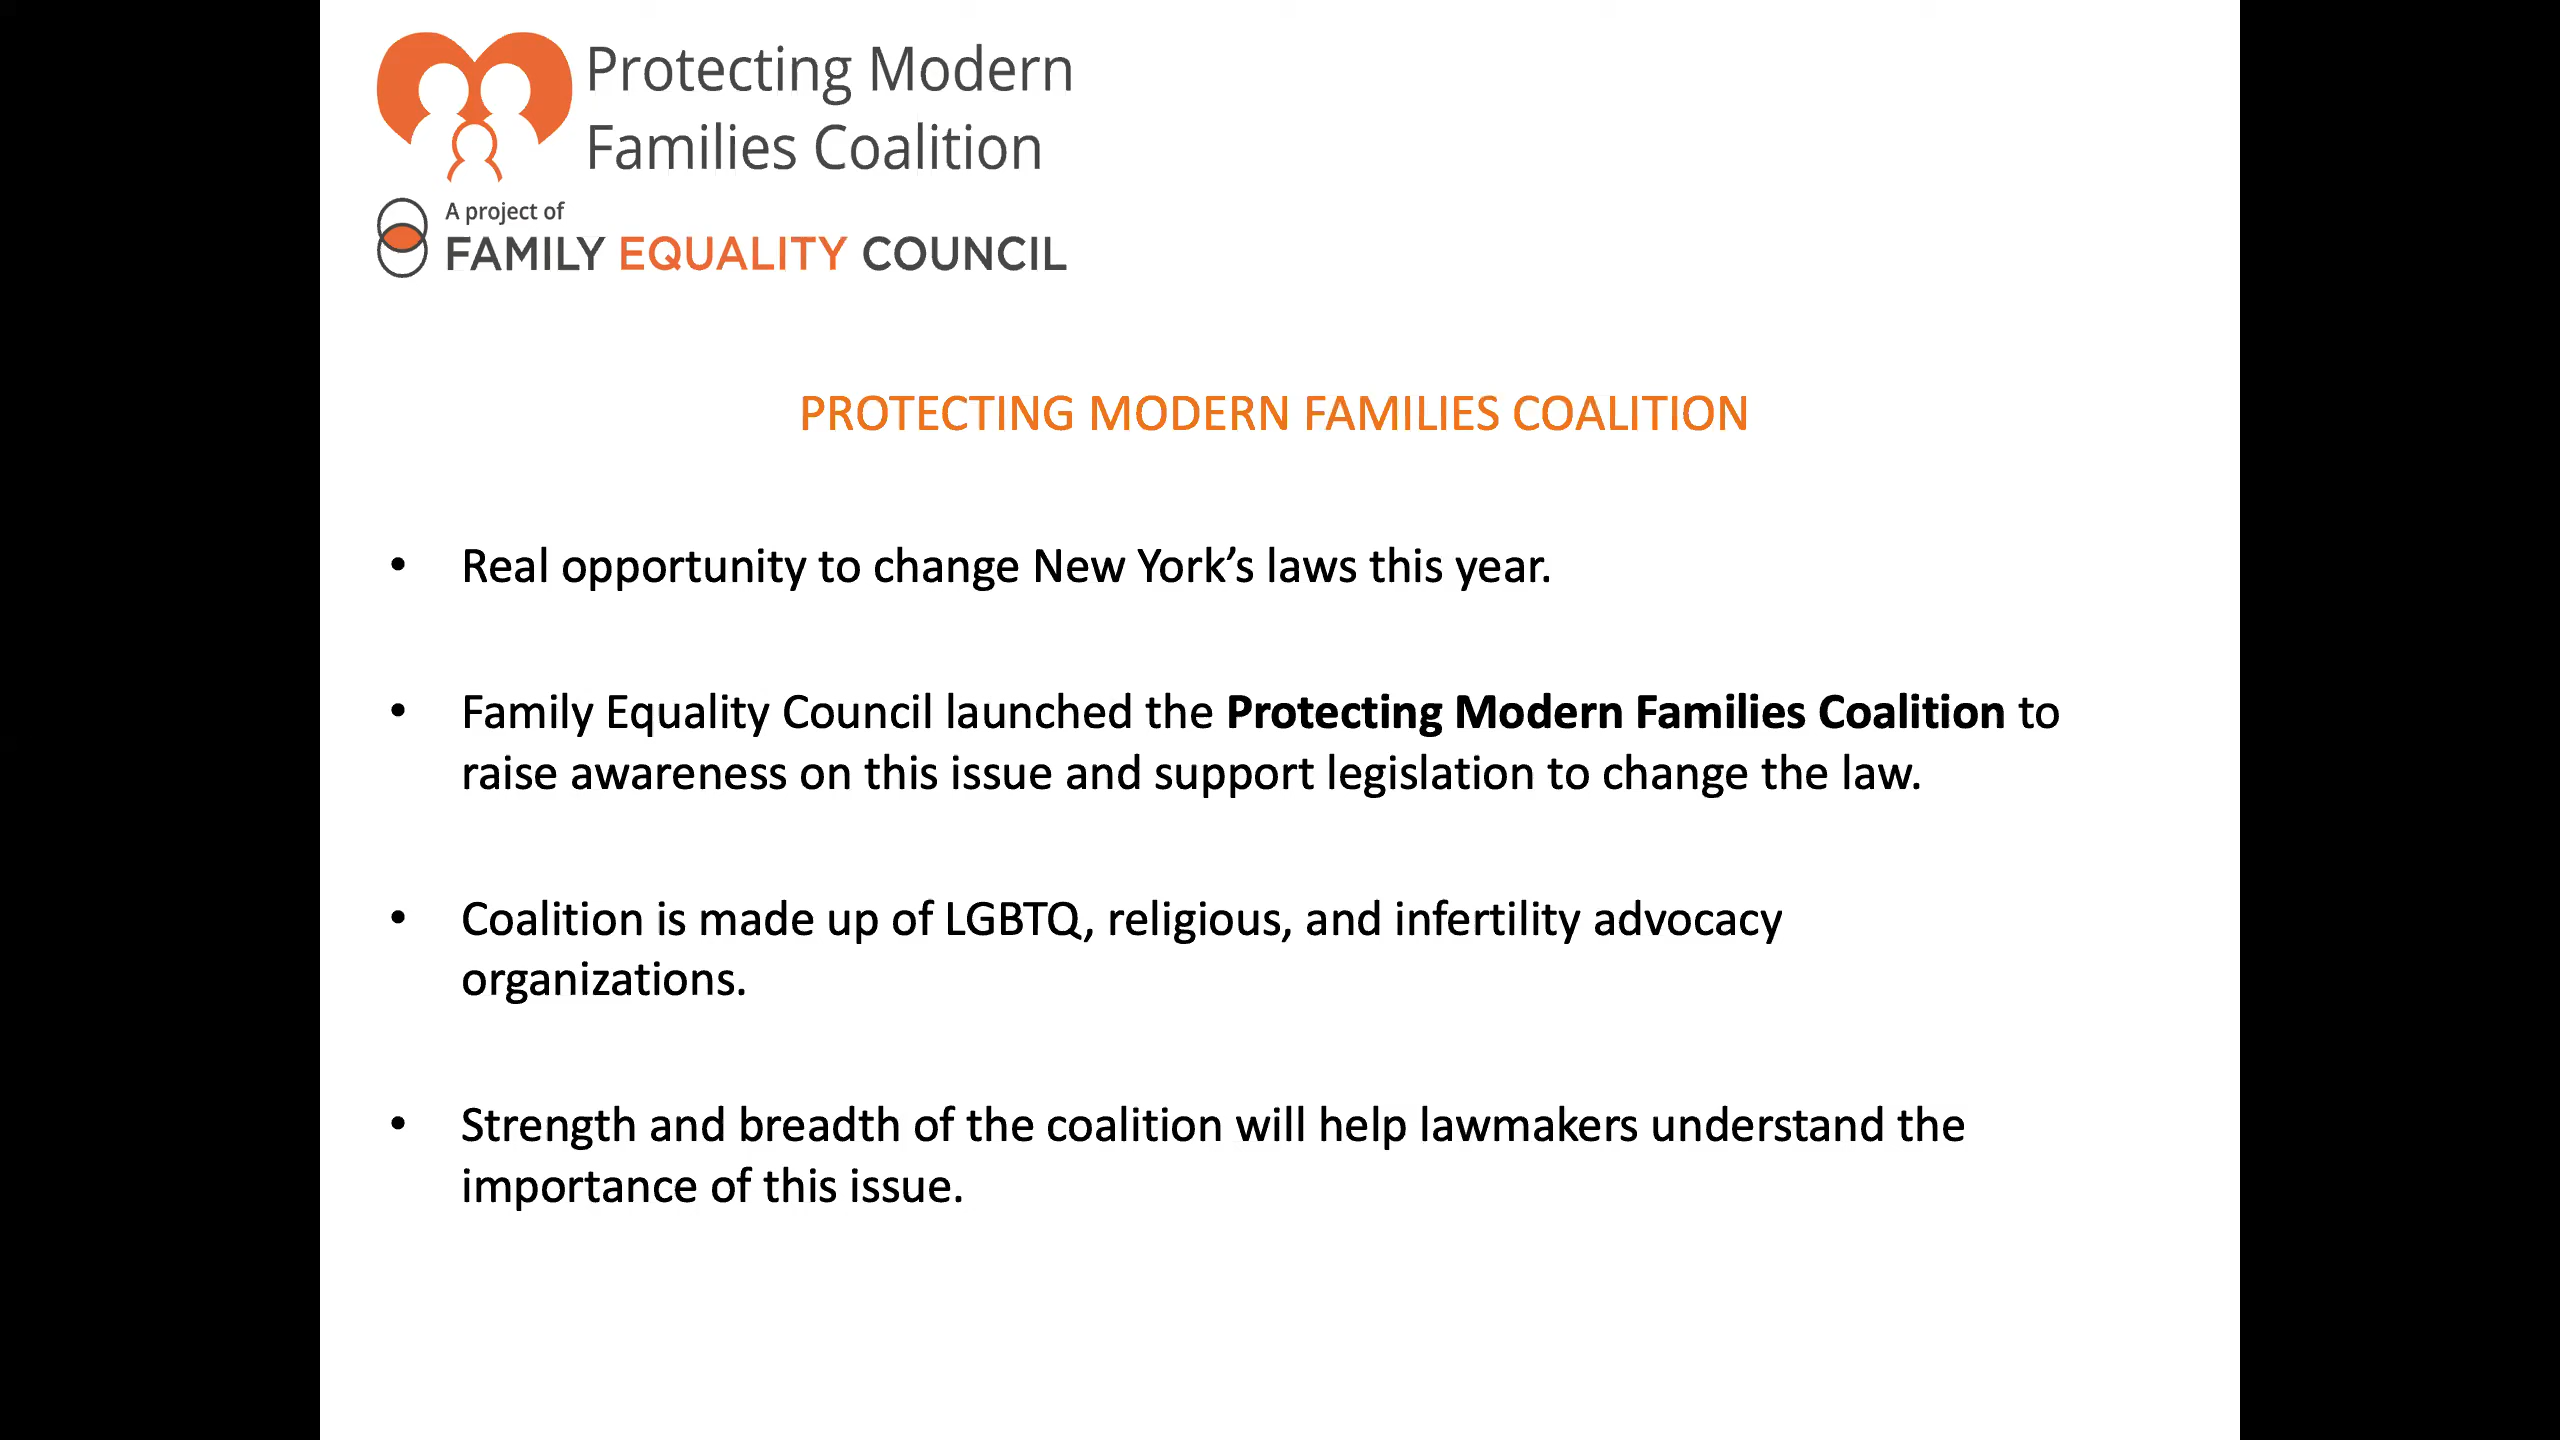 Protecting Modern
Families Coalition
A project of
FAMILY EQUALITY COUNCIL
PROTECTING MODERN FAMILIES COALITION
• Real opportunity to change New York’s laws this year.
• Family Equality Council launched the Protecting Modern Families Coalition to
raise awareness on this issue and support legislation to change the law.
• Coalition is made up of LGBTQ, religious, and infertility advocacy
organizations.
• Strength and breadth of the coalition will help lawmakers understand the
importance of this issue.